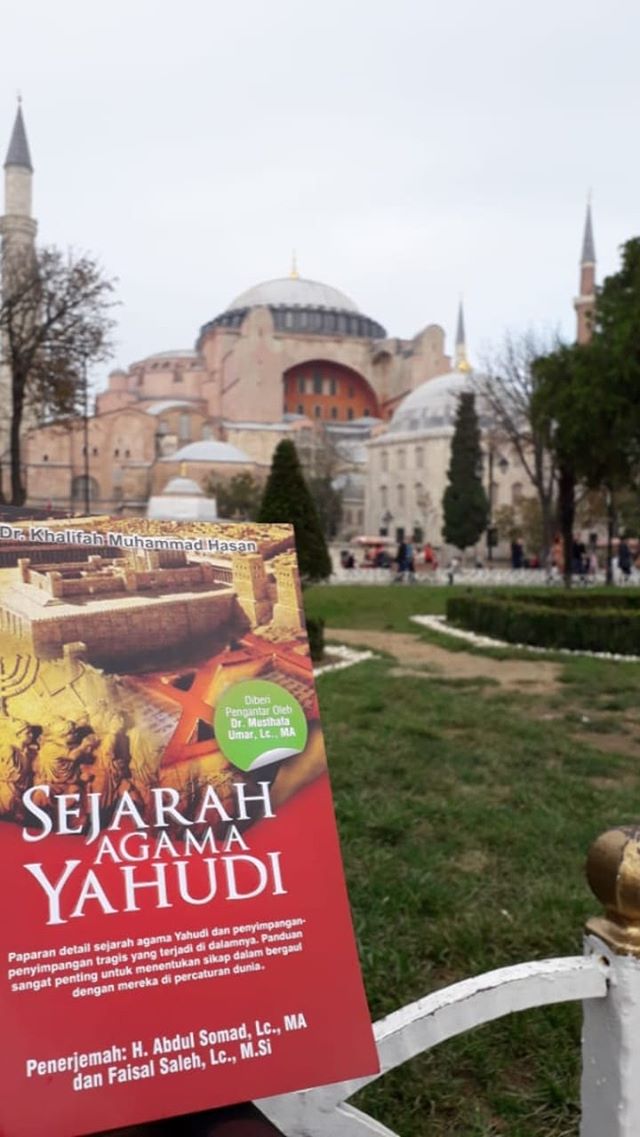 Dr. Khalifah Muhammad Hasan
Diberi
Pengantar Oleh
Dr. Musthafa
Umar, Lc., MA
SEJARAH
AGAMA
YAHUDI
Paparan detail sejarah agama Yahudi dan penyimpangan-
penyimpangan tragis yang terjadi di dalamnya. Panduan
sangat penting untuk menentukan sikap dalam bergaul
dengan mereka di percaturan dunia.
Penerjemah: H. Abdul Somad, Lc., MA
dan Faisal Saleh, Lc., M.Si